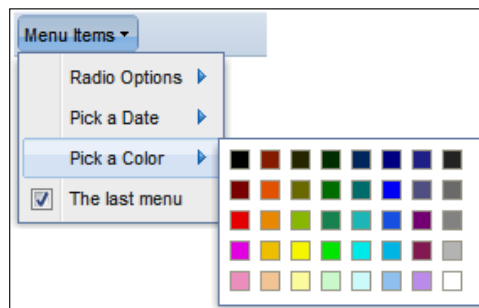 Menu Items
Radio Options
Pick a Date
Pick a Color
The last menu